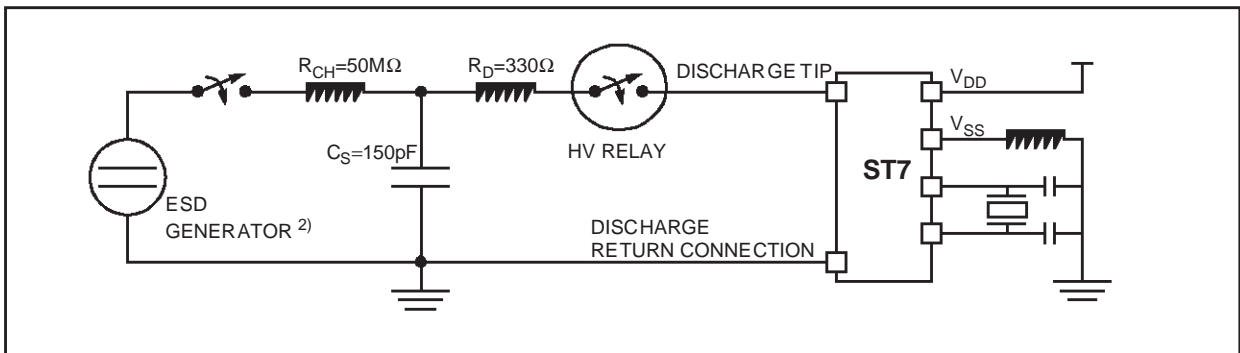 R_CH=50MΩ
R_D=330Ω
DISCHARGE TIP
V_DD
V_SS
C_S=150pF
HV RELAY
ST7
ESD
GENERATOR 2)
DISCHARGE
RETURN CONNECTION